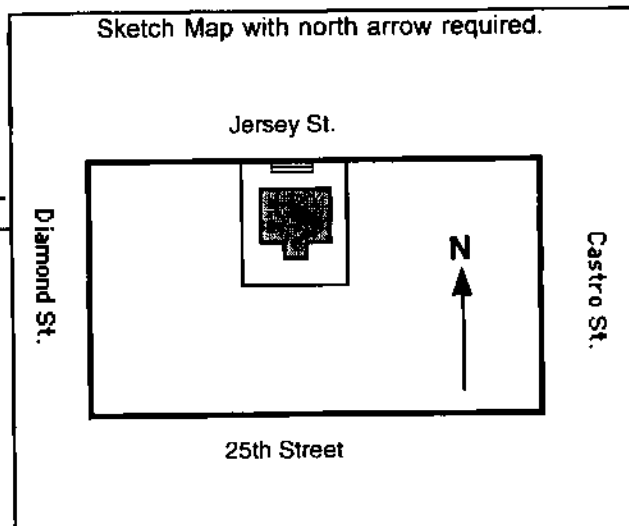 Sketch Map with north arrow required.
Jersey St.
Diamond St.
N
Castro St.
25th Street